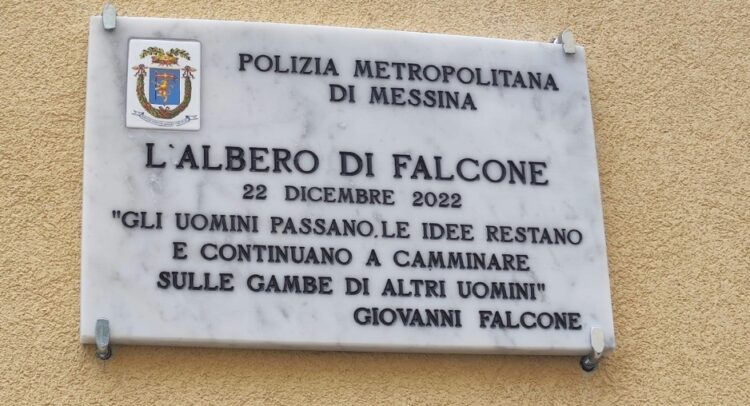 POLIZIA METROPOLITANA
DI MESSINA
L'ALBERO DI FALCONE
22 DICEMBRE 2022
"GLI UOMINI PASSANO, LE IDEE RESTANO
E CONTINUANO A CAMMINARE
SULLE GAMBE DI ALTRI UOMINI"
GIOVANNI FALCONE